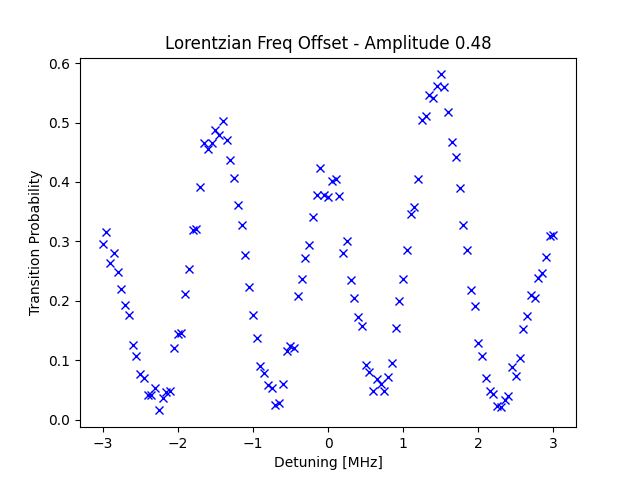 Lorentzian Freq Offset - Amplitude 0.48
0.6
0.5
0.4
0.3
0.2
0.1
0.0
Transition Probability
−3 −2 −1 0 1 2 3
Detuning [MHz]